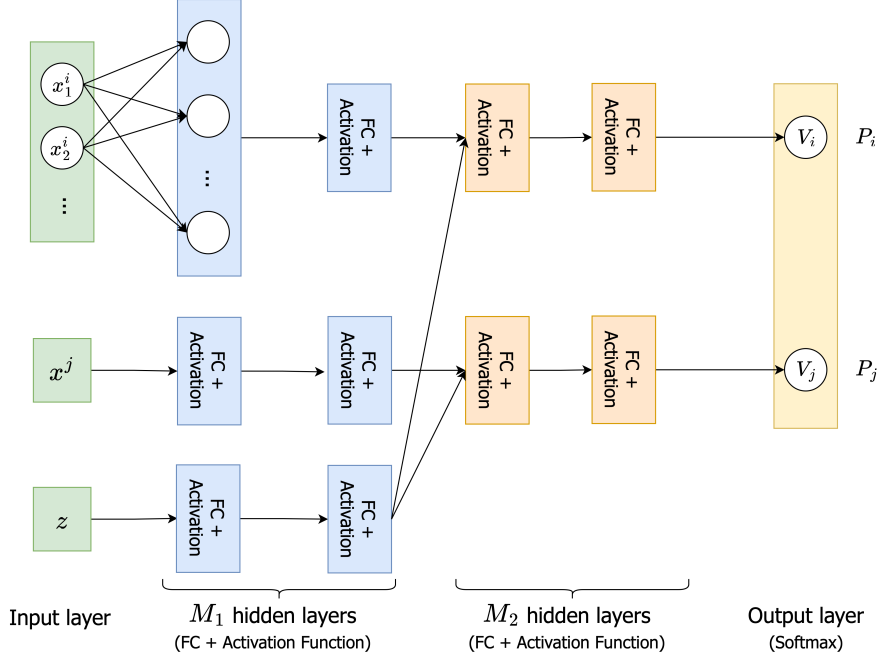 x_1^i
x_2^i
...
...
FC +
Activation
FC +
Activation
FC +
Activation
V_i
P_i
x^j
FC +
Activation
FC +
Activation
FC +
Activation
FC +
Activation
V_j
P_j
z
FC +
Activation
FC +
Activation
Input layer
M_1 hidden layers
(FC + Activation Function)
M_2 hidden layers
(FC + Activation Function)
Output layer
(Softmax)